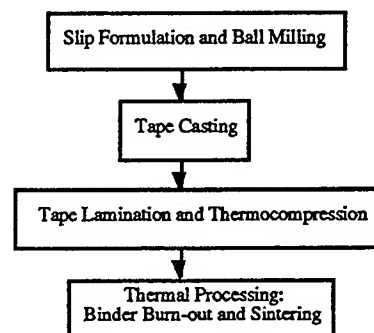 Slip Formulation and Ball Milling
Tape Casting
Tape Lamination and Thermocompression
Thermal Processing:
Binder Burn-out and Sintering